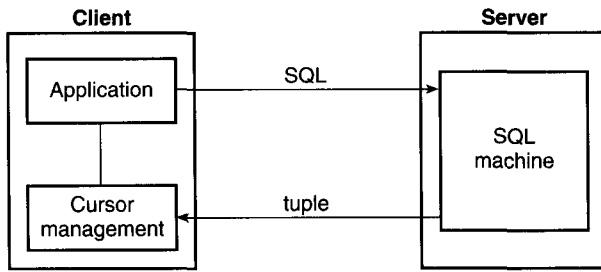 Client
Server
Application
SQL
SQL
machine
Cursor
management
tuple